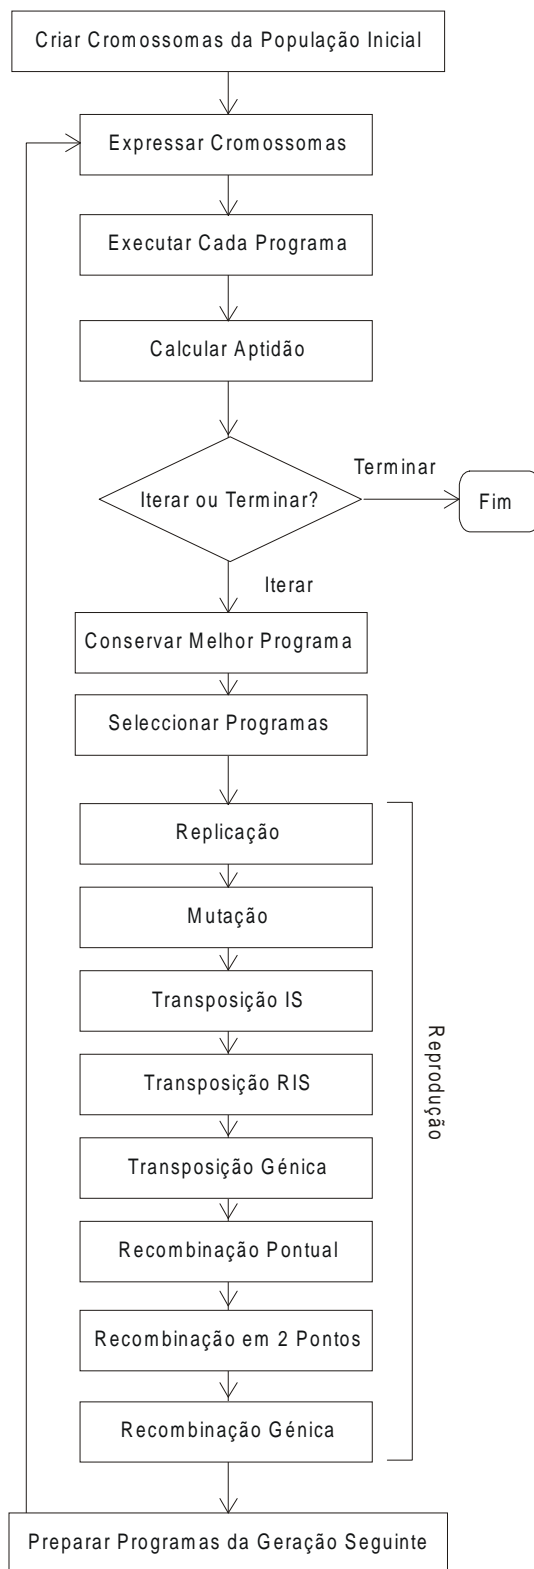 Criar Cromossomas da População Inicial
Expressar Cromossomas
Executar Cada Programa
Calcular Aptidão
Iterar ou Terminar?
Terminar
Fim
Iterar
Conservar Melhor Programa
Seleccionar Programas
Replicação
Mutação
Transposição IS
Transposição RIS
Transposição Génica
Recombinação Pontual
Recombinação em 2 Pontos
Recombinação Génica
Reprodução
Preparar Programas da Geração Seguinte